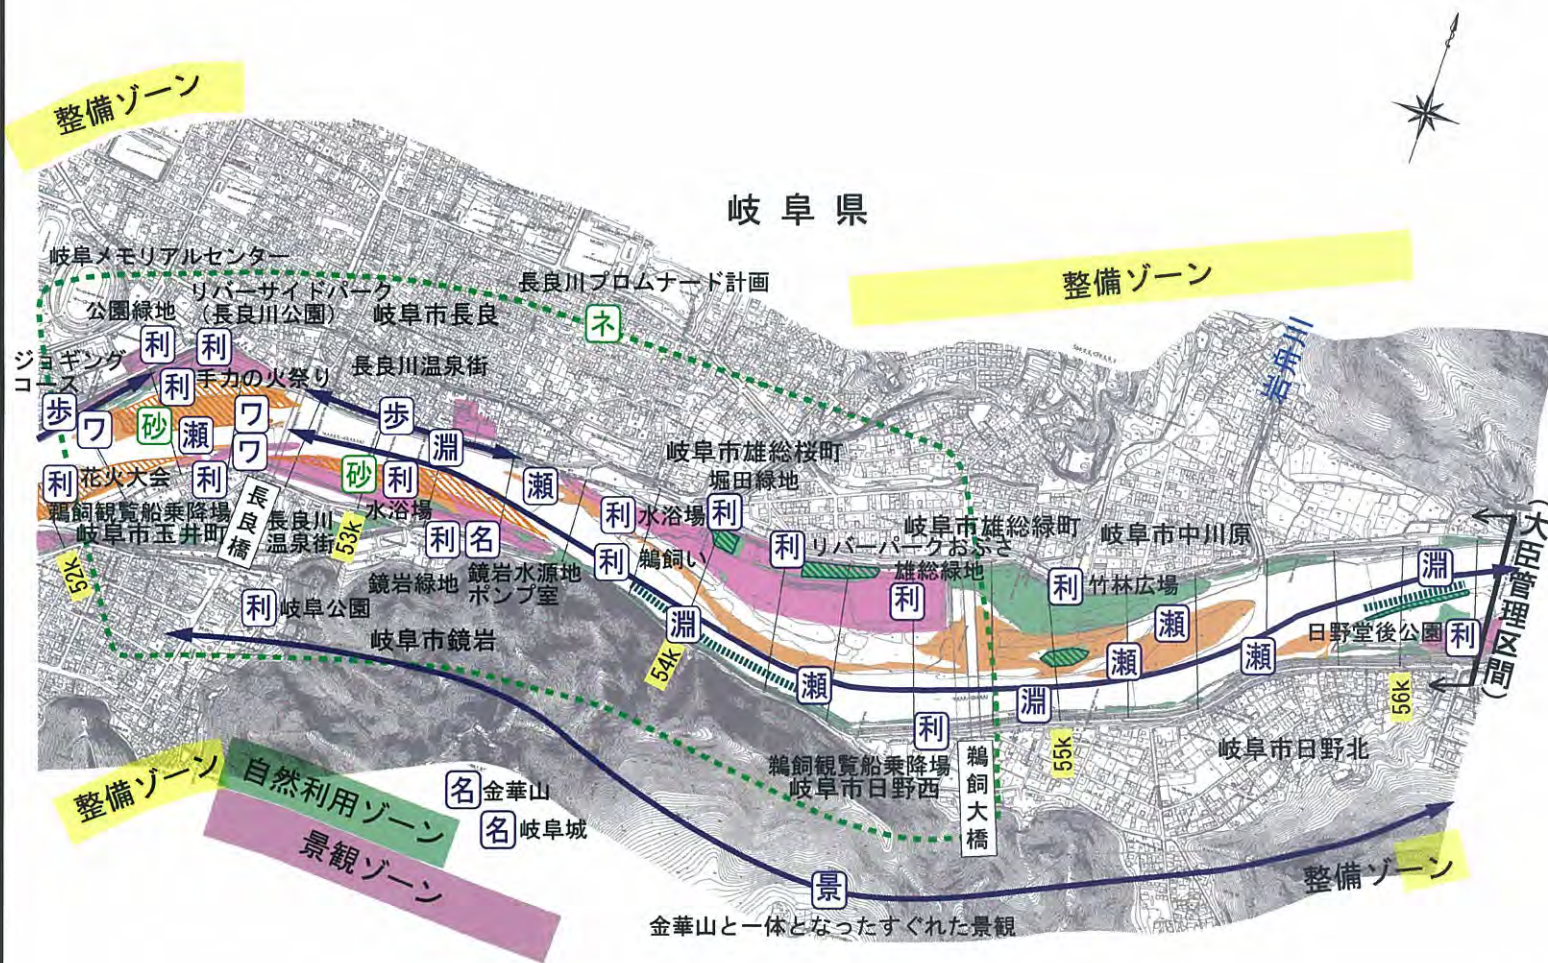 整備ゾーン
岐阜県
整備ゾーン
岐阜メモリアルセンター
長良川プロムナード計画
ネ
リバーサイドパーク
(長良川公園)
公園緑地
岐阜市長良
岩舟川
利
利
ジョギング
コース
利
手力の火祭り
長良川温泉街
歩
ワ
砂
瀬
ワ
ワ
歩
淵
岐阜市雄総桜町
堀田緑地
利
花火大会
利
砂
利
瀬
鵜飼観覧船乗降場
岐阜市玉井町
長良橋
長良川
温泉街
53k
水浴場
利
水浴場
利
岐阜市雄総緑町
岐阜市中川原
(大臣管理区間)
52k
利
名
利
鵜飼い
利
リバーパークおぶさ
雄総緑地
鏡岩緑地
鏡岩水源地
ポンプ室
利
利
竹林広場
淵
利
岐阜公園
岐阜市鏡岩
淵
54k
瀬
日野堂後公園
利
瀬
瀬
瀬
淵
56k
利
55k
岐阜市日野北
鵜飼観覧船乗降場
岐阜市日野西
鵜飼大橋
整備ゾーン
自然利用ゾーン
景観ゾーン
名
金華山
名
岐阜城
景
金華山と一体となったすぐれた景観
整備ゾーン